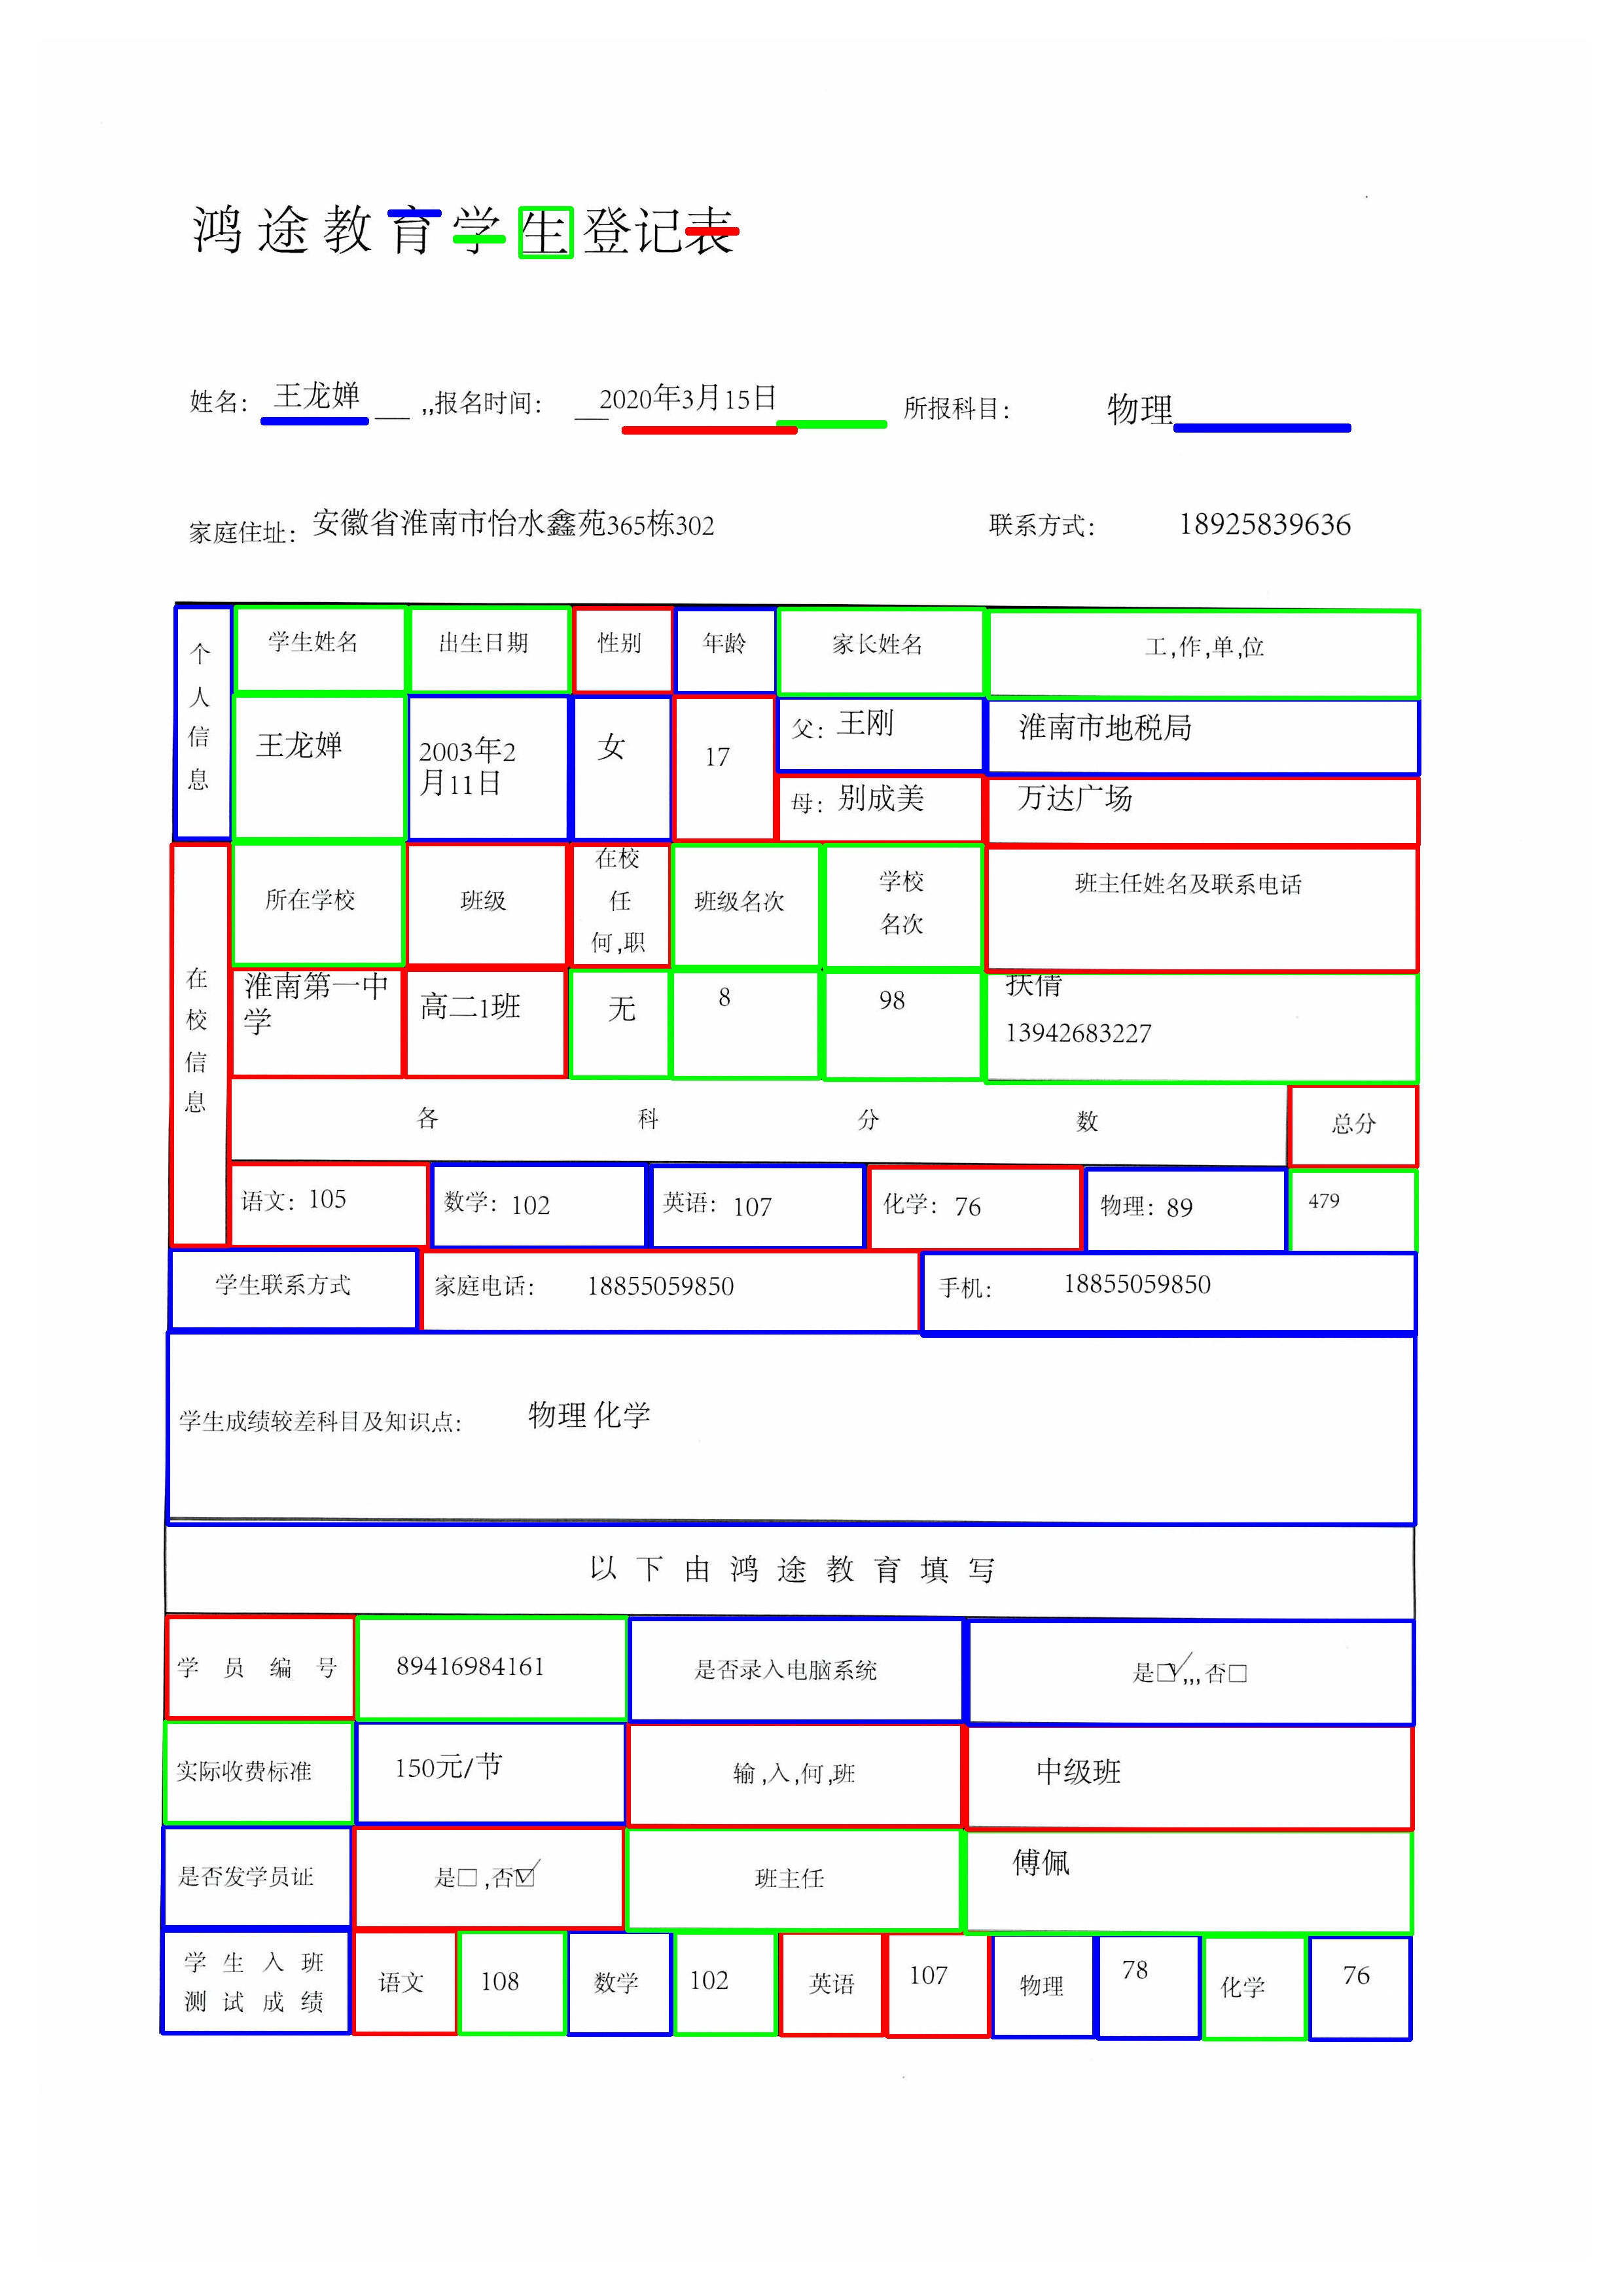 鸿途教育学生登记表
姓名： 王龙婵 ,,报名时间： 2020年3月15日 所报科目： 物理
家庭住址： 安徽省淮南市怡水鑫苑365栋302 联系方式： 18925839636
个人信息 学生姓名 出生日期 性别 年龄 家长姓名 工,作,单,位
王龙婵 2003年2月11日 女 17 父：王刚 淮南市地税局
母：别成美 万达广场
在校信息 所在学校 班级 在校任何,职 班级名次 学校名次 班主任姓名及联系电话
淮南第一中学 高二1班 无 8 98 扶倩 13942683227
各 科 分 数 总分
语文：105 数学：102 英语：107 化学：76 物理：89 479
学生联系方式 家庭电话： 18855059850 手机： 18855059850
学生成绩较差科目及知识点： 物理 化学
以下由鸿途教育填写
学员编号 89416984161 是否录入电脑系统 是☑,,,否□
实际收费标准 150元/节 输,入,何,班 中级班
是否发学员证 是□,否☑ 班主任 傅佩
学生入班测试成绩 语文 108 数学 102 英语 107 物理 78 化学 76